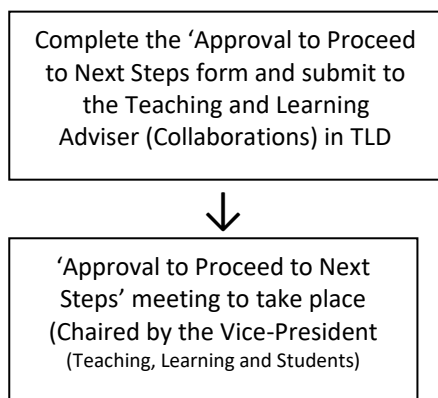 Complete the ‘Approval to Proceed
to Next Steps form and submit to
the Teaching and Learning
Adviser (Collaborations) in TLD
‘Approval to Proceed to Next
Steps’ meeting to take place
(Chaired by the Vice-President
(Teaching, Learning and Students)